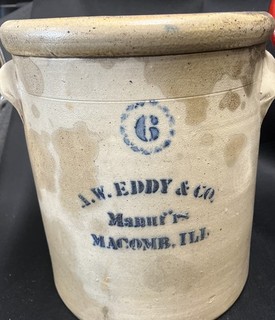 6
A.W. EDDY & CO.
Manuf'rs
MACOMB, ILL